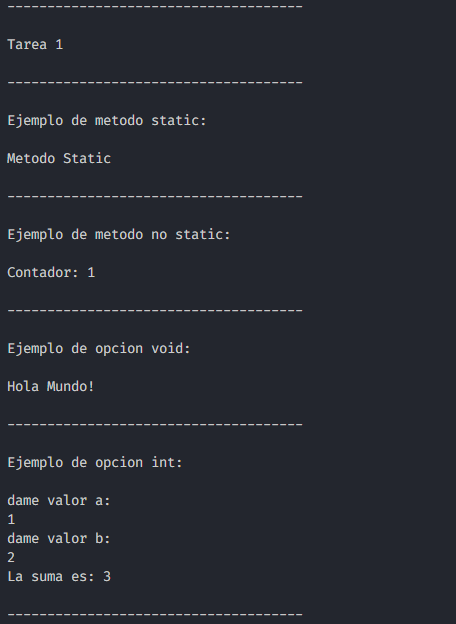 -------------------------------------
Tarea 1
-------------------------------------
Ejemplo de metodo static:
Metodo Static
-------------------------------------
Ejemplo de metodo no static:
Contador: 1
-------------------------------------
Ejemplo de opcion void:
Hola Mundo!
-------------------------------------
Ejemplo de opcion int:
dame valor a:
1
dame valor b:
2
La suma es: 3
-------------------------------------